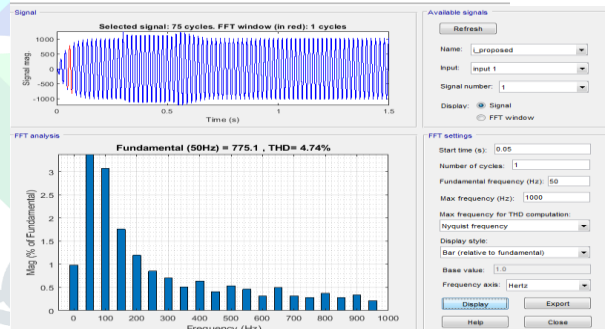 Signal
Selected signal: 75 cycles. FFT window (in red): 1 cycles
1000
500
0
-500
-1000
Signal mag.
0
0.5
1
1.5
Time (s)
FFT analysis
Fundamental (50Hz) = 775.1 , THD= 4.74%
3
2.5
2
1.5
1
0.5
0
Mag (% of Fundamental)
0 100 200 300 400 500 600 700 800 900 1000
Frequency (Hz)
Available signals
Refresh
Name: i_proposed
Input: input 1
Signal number: 1
Display: Signal
FFT window
FFT settings
Start time (s): 0.05
Number of cycles: 1
Fundamental frequency (Hz): 50
Max frequency (Hz): 1000
Max frequency for THD computation:
Nyquist frequency
Display style:
Bar (relative to fundamental)
Base value: 1.0
Frequency axis: Hertz
Display Export
Help Close